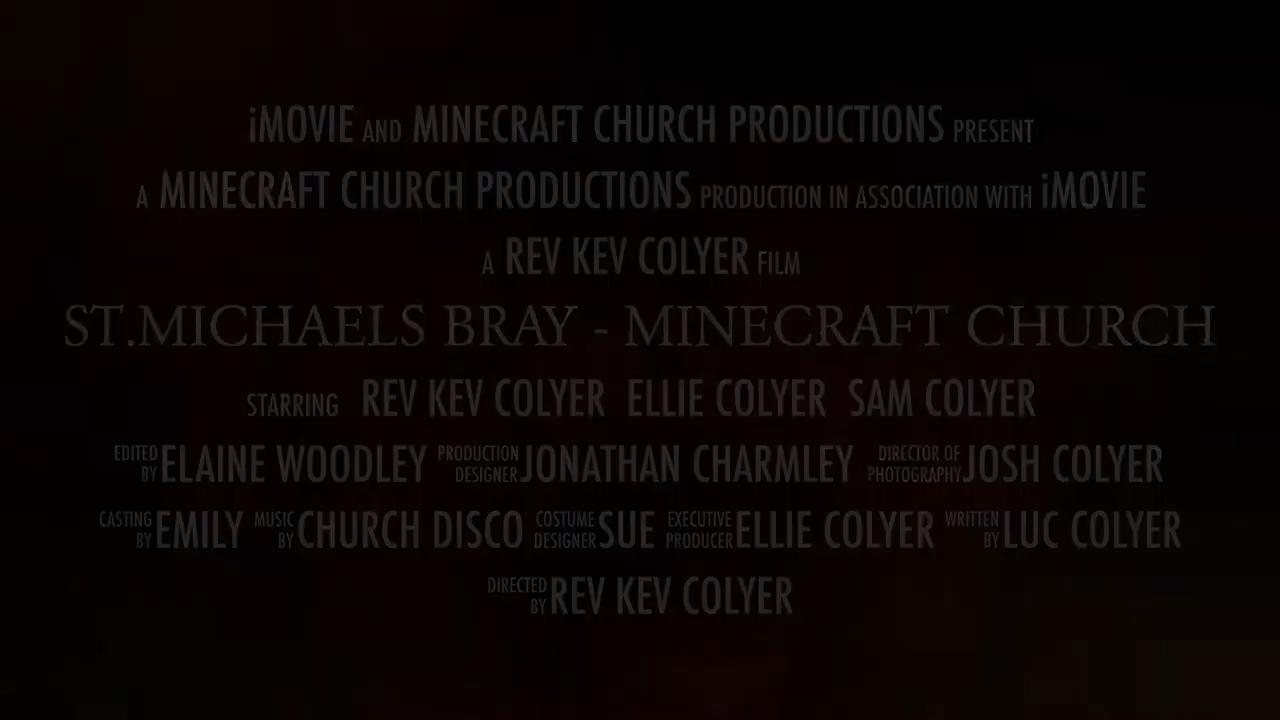 iMOVIE AND MINECRAFT CHURCH PRODUCTIONS PRESENT
A MINECRAFT CHURCH PRODUCTIONS PRODUCTION IN ASSOCIATION WITH iMOVIE
A REV KEV COLYER FILM
ST.MICHAELS BRAY - MINECRAFT CHURCH
STARRING REV KEV COLYER ELLIE COLYER SAM COLYER
EDITED BY ELAINE WOODLEY PRODUCTION DESIGNER JONATHAN CHARMLEY DIRECTOR OF PHOTOGRAPHY JOSH COLYER
CASTING BY EMILY MUSIC BY CHURCH DISCO COSTUME DESIGNER SUE EXECUTIVE PRODUCER ELLIE COLYER WRITTEN BY LUC COLYER
DIRECTED BY REV KEV COLYER